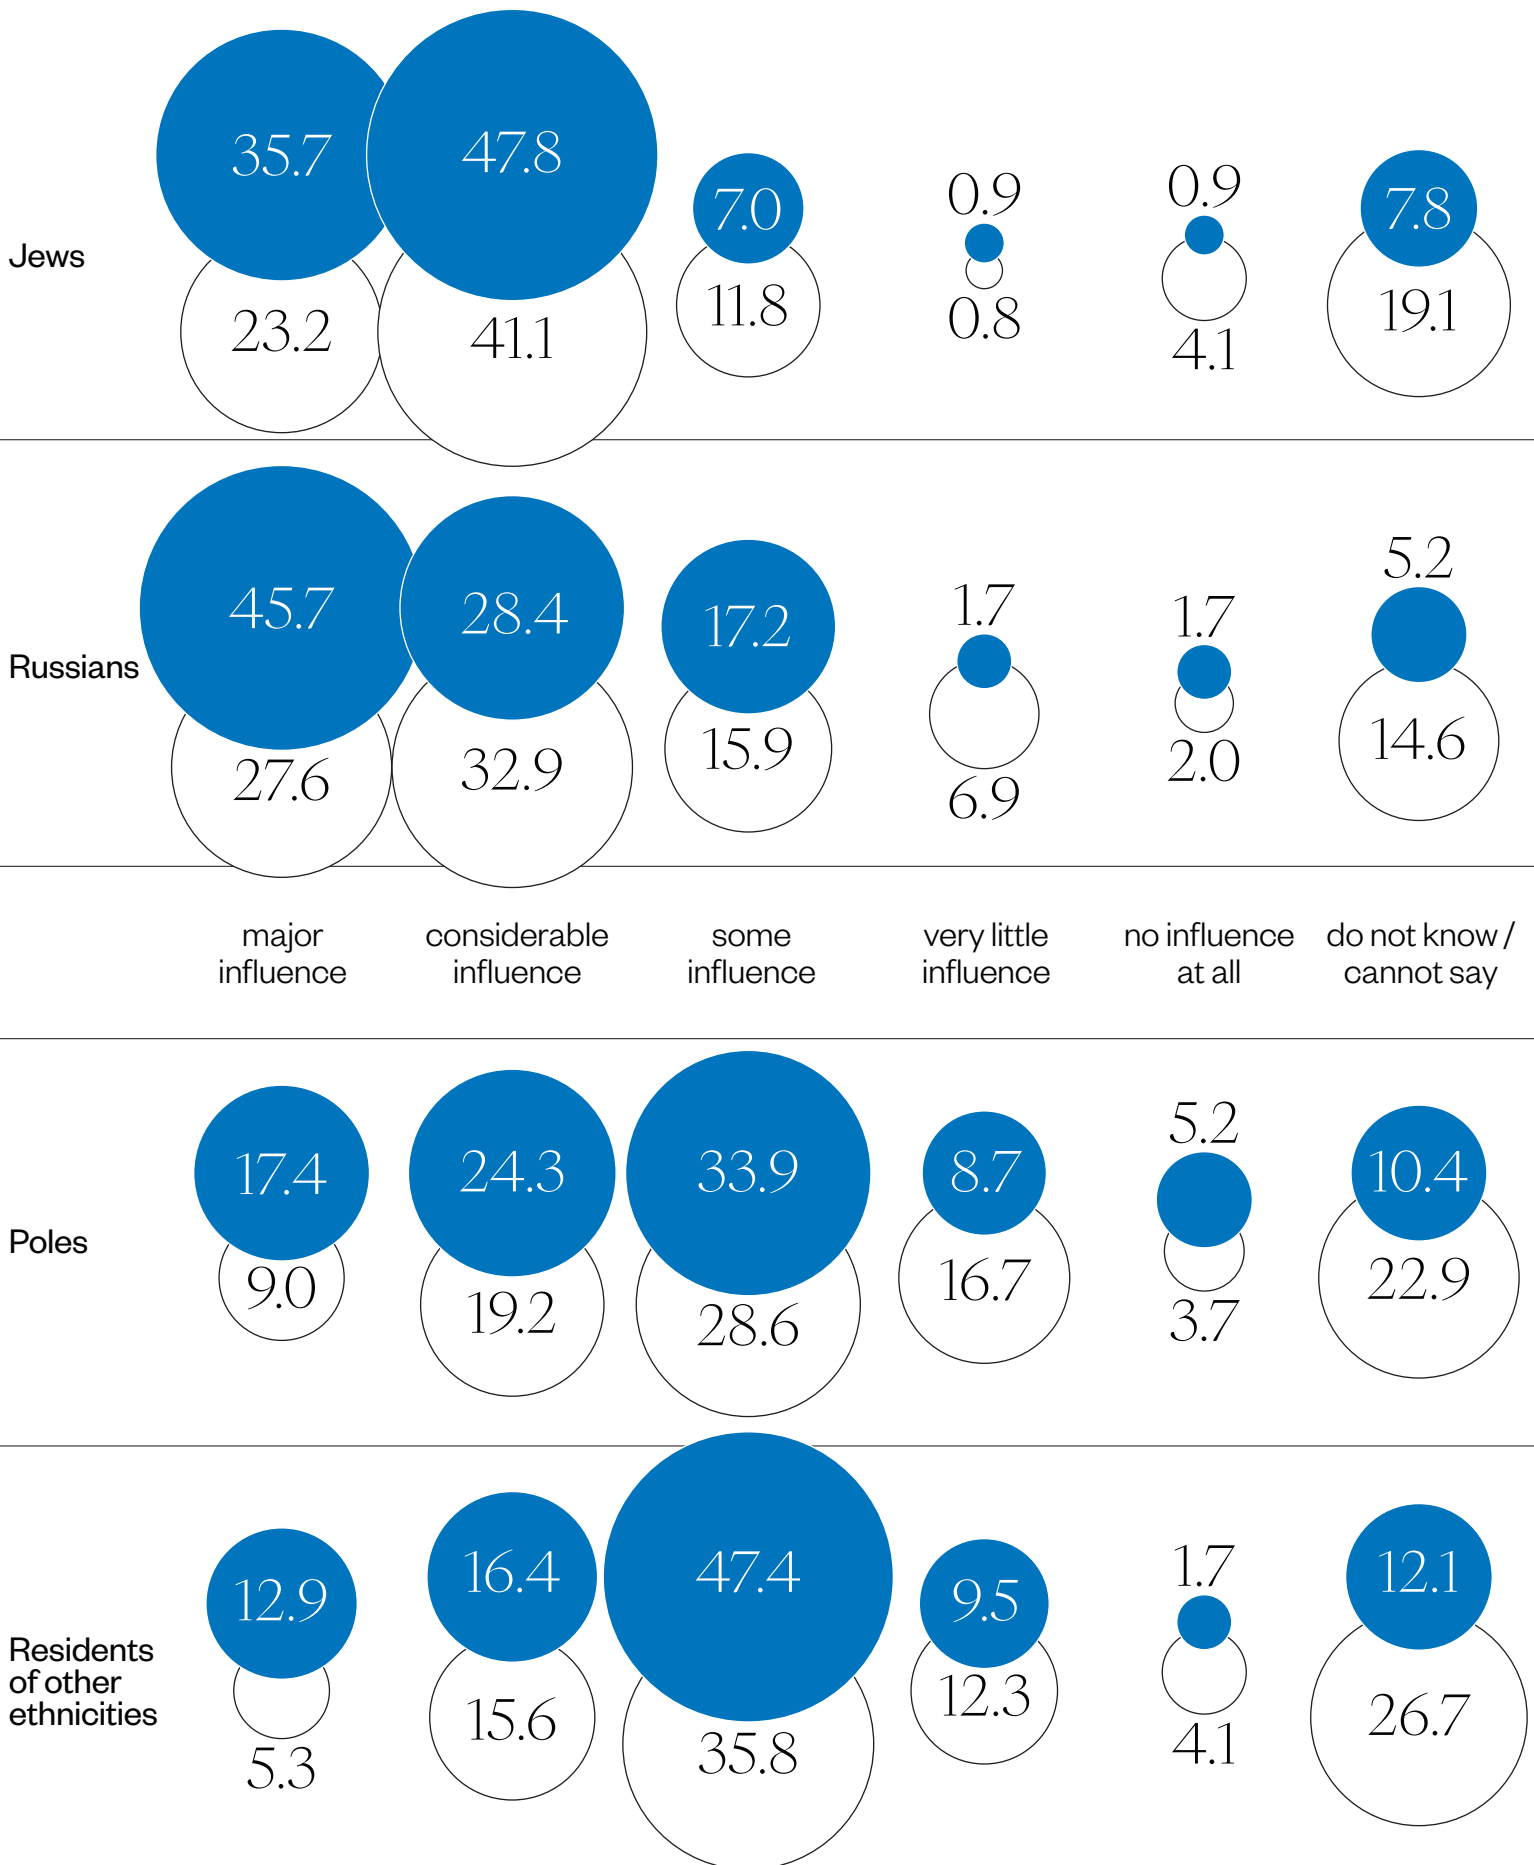 35.7 47.8 7.0 0.9 0.9 7.8
Jews
23.2 41.1 11.8 0.8 4.1 19.1
45.7 28.4 17.2 1.7 1.7 5.2
Russians
27.6 32.9 15.9 6.9 2.0 14.6
major considerable some very little no influence do not know /
influence influence influence influence at all cannot say
17.4 24.3 33.9 8.7 5.2 10.4
Poles
9.0 19.2 28.6 16.7 3.7 22.9
12.9 16.4 47.4 9.5 1.7 12.1
Residents
of other
ethnicities
5.3 15.6 35.8 12.3 4.1 26.7